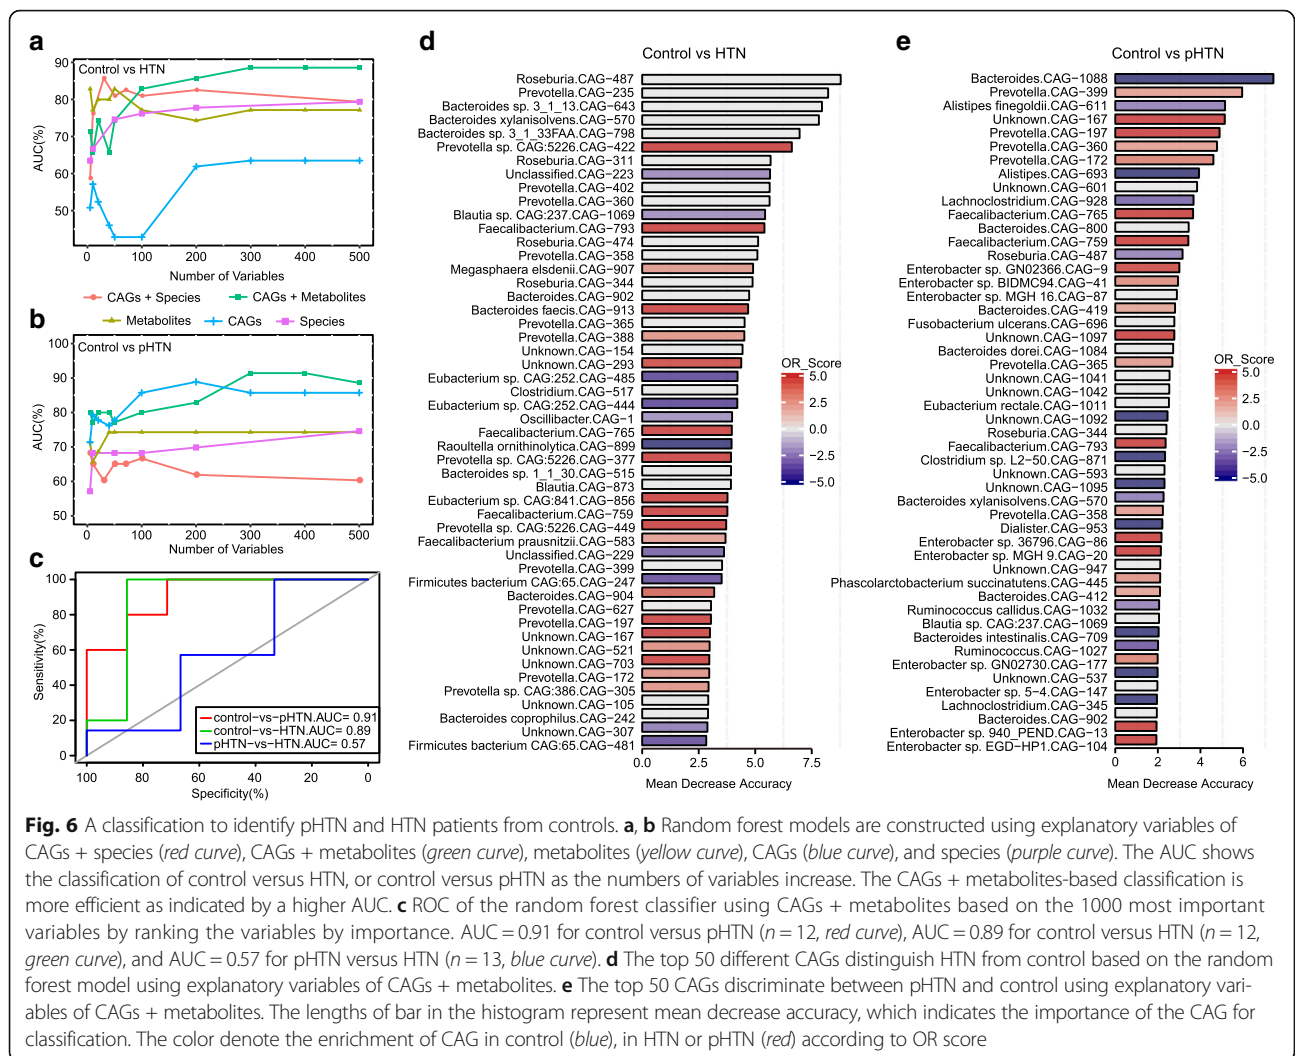 a
90
80
70
60
50
AUC(%)
Control vs HTN
0 100 200 300 400 500
Number of Variables
CAGs + Species CAGs + Metabolites
Metabolites CAGs Species
b
100
90
80
70
60
50
AUC(%)
Control vs pHTN
0 100 200 300 400 500
Number of Variables
c
100
80
60
40
20
0
Sensitivity(%)
control-vs-pHTN.AUC= 0.91
control-vs-HTN.AUC= 0.89
pHTN-vs-HTN.AUC= 0.57
100 80 60 40 20 0
Specificity(%)
d
Control vs HTN
Roseburia.CAG-487
Prevotella.CAG-235
Bacteroides sp. 3_1_13.CAG-643
Bacteroides xylanisolvens.CAG-570
Bacteroides sp. 3_1_33FAA.CAG-798
Prevotella sp. CAG:5226.CAG-422
Roseburia.CAG-311
Unclassified.CAG-223
Prevotella.CAG-402
Prevotella.CAG-360
Blautia sp. CAG:237.CAG-1069
Faecalibacterium.CAG-793
Roseburia.CAG-474
Prevotella.CAG-358
Megasphaera elsdenii.CAG-907
Roseburia.CAG-344
Bacteroides.CAG-902
Bacteroides faecis.CAG-913
Prevotella.CAG-365
Prevotella.CAG-388
Unknown.CAG-154
Unknown.CAG-293
Eubacterium sp. CAG:252.CAG-485
Clostridium.CAG-517
Eubacterium sp. CAG:252.CAG-444
Oscillibacter.CAG-1
Faecalibacterium.CAG-765
Raoultella ornithinolytica.CAG-899
Prevotella sp. CAG:5226.CAG-377
Bacteroides sp. 1_1_30.CAG-515
Blautia.CAG-873
Eubacterium sp. CAG:841.CAG-856
Faecalibacterium.CAG-759
Prevotella sp. CAG:5226.CAG-449
Faecalibacterium prausnitzii.CAG-583
Unclassified.CAG-229
Prevotella.CAG-399
Firmicutes bacterium CAG:65.CAG-247
Bacteroides.CAG-904
Prevotella.CAG-627
Prevotella.CAG-197
Unknown.CAG-167
Unknown.CAG-521
Unknown.CAG-703
Prevotella.CAG-172
Prevotella sp. CAG:386.CAG-305
Unknown.CAG-105
Bacteroides coprophilus.CAG-242
Unknown.CAG-307
Firmicutes bacterium CAG:65.CAG-481
0.0 2.5 5.0 7.5
Mean Decrease Accuracy
OR_Score
5.0
2.5
0.0
-2.5
-5.0
e
Control vs pHTN
Bacteroides.CAG-1088
Prevotella.CAG-399
Alistipes finegoldii.CAG-611
Unknown.CAG-167
Prevotella.CAG-197
Prevotella.CAG-360
Prevotella.CAG-172
Alistipes.CAG-693
Unknown.CAG-601
Lachnoclostridium.CAG-928
Faecalibacterium.CAG-765
Bacteroides.CAG-800
Faecalibacterium.CAG-759
Roseburia.CAG-487
Enterobacter sp. GN02366.CAG-9
Enterobacter sp. BIDMC94.CAG-41
Enterobacter sp. MGH 16.CAG-87
Bacteroides.CAG-419
Fusobacterium ulcerans.CAG-696
Unknown.CAG-1097
Bacteroides dorei.CAG-1084
Prevotella.CAG-365
Unknown.CAG-1041
Unknown.CAG-1042
Eubacterium rectale.CAG-1011
Unknown.CAG-1092
Roseburia.CAG-344
Faecalibacterium.CAG-793
Clostridium sp. L2-50.CAG-871
Unknown.CAG-593
Unknown.CAG-1095
Bacteroides xylanisolvens.CAG-570
Prevotella.CAG-358
Dialister.CAG-953
Enterobacter sp. 36796.CAG-86
Enterobacter sp. MGH 9.CAG-20
Unknown.CAG-947
Phascolarctobacterium succinatutens.CAG-445
Bacteroides.CAG-412
Ruminococcus callidus.CAG-1032
Blautia sp. CAG:237.CAG-1069
Bacteroides intestinalis.CAG-709
Ruminococcus.CAG-1027
Enterobacter sp. GN02730.CAG-177
Unknown.CAG-537
Enterobacter sp. 5-4.CAG-147
Lachnoclostridium.CAG-345
Bacteroides.CAG-902
Enterobacter sp. 940_PEND.CAG-13
Enterobacter sp. EGD-HP1.CAG-104
0 2 4 6
Mean Decrease Accuracy
OR_Score
5.0
2.5
0.0
-2.5
-5.0
Fig. 6 A classification to identify pHTN and HTN patients from controls. a, b Random forest models are constructed using explanatory variables of
CAGs + species (red curve), CAGs + metabolites (green curve), metabolites (yellow curve), CAGs (blue curve), and species (purple curve). The AUC shows
the classification of control versus HTN, or control versus pHTN as the numbers of variables increase. The CAGs + metabolites-based classification is
more efficient as indicated by a higher AUC. c ROC of the random forest classifier using CAGs + metabolites based on the 1000 most important
variables by ranking the variables by importance. AUC = 0.91 for control versus pHTN (n = 12, red curve), AUC = 0.89 for control versus HTN (n = 12,
green curve), and AUC = 0.57 for pHTN versus HTN (n = 13, blue curve). d The top 50 different CAGs distinguish HTN from control based on the random
forest model using explanatory variables of CAGs + metabolites. e The top 50 CAGs discriminate between pHTN and control using explanatory vari-
ables of CAGs + metabolites. The lengths of bar in the histogram represent mean decrease accuracy, which indicates the importance of the CAG for
classification. The color denote the enrichment of CAG in control (blue), in HTN or pHTN (red) according to OR score